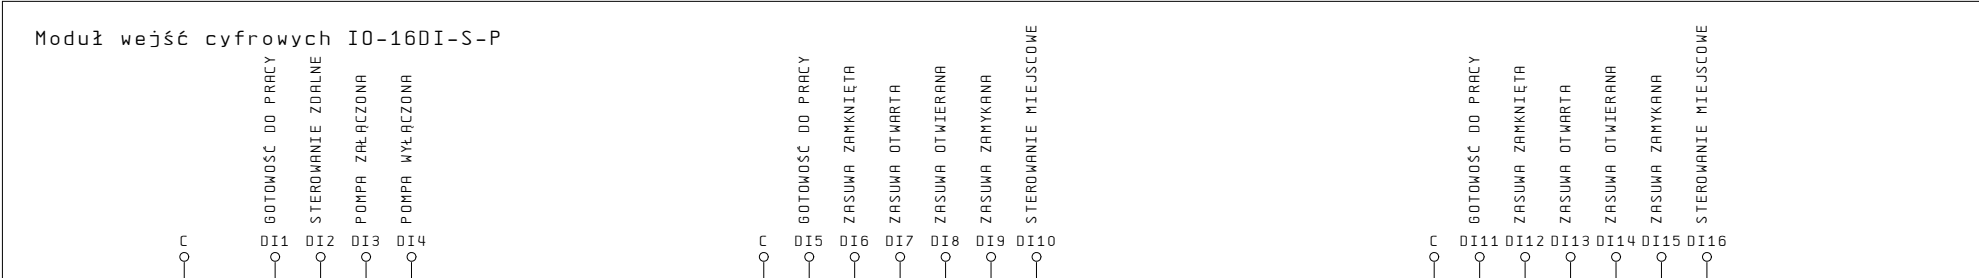 Moduł wejść cyfrowych IO-16DI-S-P
GOTOWOŚĆ DO PRACY
STEROWANIE ZDALNE
POMPA ZAŁĄCZONA
POMPA WYŁĄCZONA
GOTOWOŚĆ DO PRACY
ZASUWA ZAMKNIĘTA
ZASUWA OTWARTA
ZASUWA OTWIERANA
ZASUWA ZAMYKANA
STEROWANIE MIEJSCOWE
GOTOWOŚĆ DO PRACY
ZASUWA ZAMKNIĘTA
ZASUWA OTWARTA
ZASUWA OTWIERANA
ZASUWA ZAMYKANA
STEROWANIE MIEJSCOWE
C DI1 DI2 DI3 DI4 C DI5 DI6 DI7 DI8 DI9 DI10 C DI11 DI12 DI13 DI14 DI15 DI16